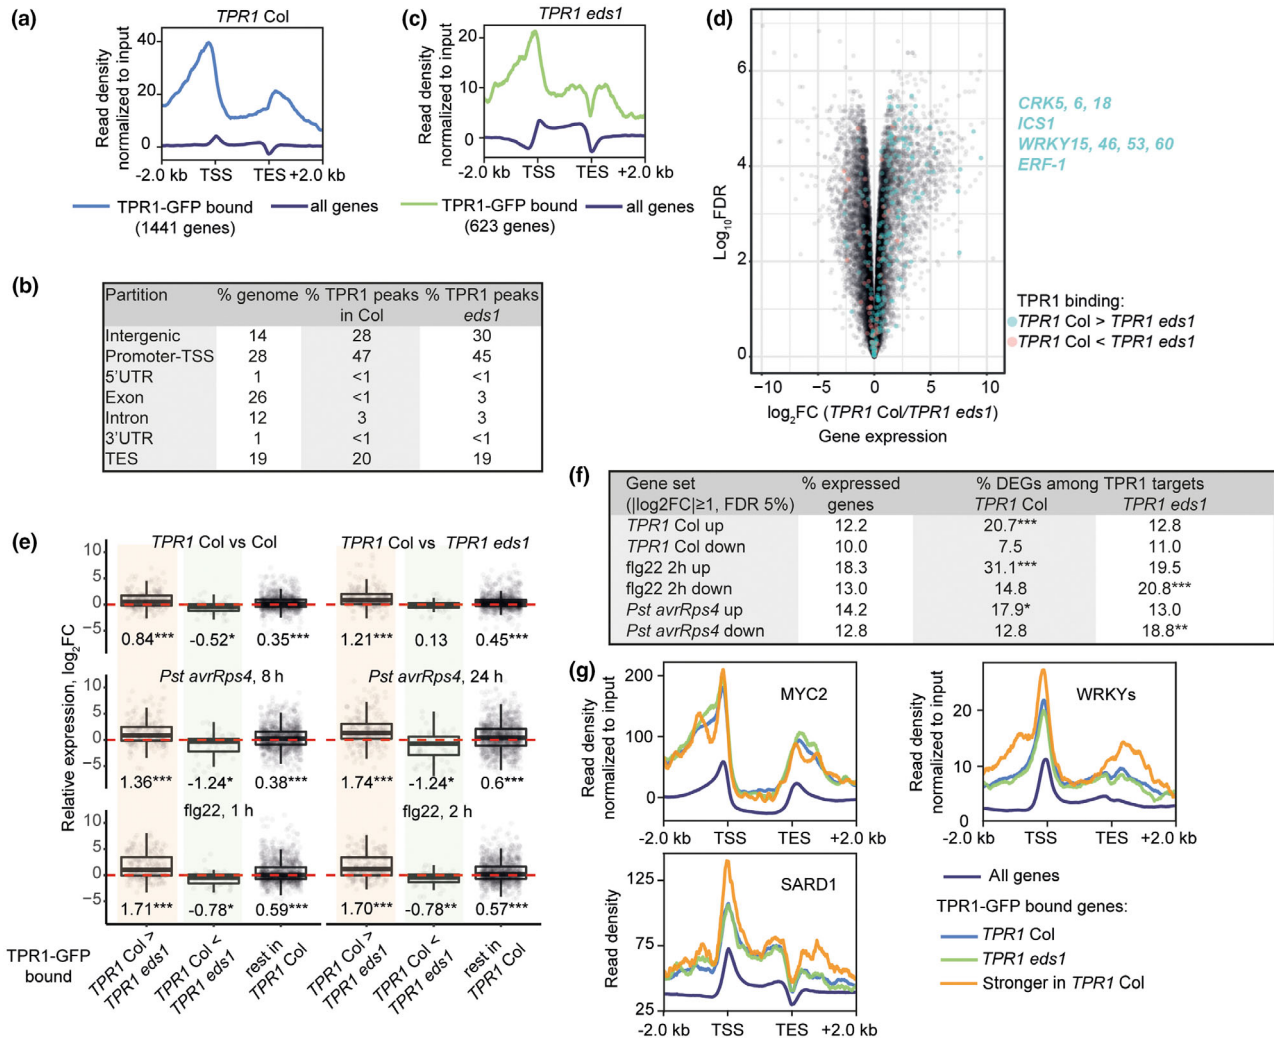 (a)
TPR1 Col
Read density
normalized to input
40
20
0
-2.0 kb TSS TES +2.0 kb
TPR1-GFP bound
(1441 genes)
all genes
(c)
TPR1 eds1
Read density
normalized to input
20
10
0
-2.0 kb TSS TES +2.0 kb
TPR1-GFP bound
(623 genes)
all genes
(d)
Log10FDR
6
4
2
0
−10 −5 0 5 10
log2FC (TPR1 Col/TPR1 eds1)
Gene expression
CRK5, 6, 18
ICS1
WRKY15, 46, 53, 60
ERF-1
TPR1 binding:
TPR1 Col > TPR1 eds1
TPR1 Col < TPR1 eds1
(b)
Partition % genome % TPR1 peaks in Col % TPR1 peaks eds1
Intergenic 14 28 30
Promoter-TSS 28 47 45
5'UTR 1 <1 <1
Exon 26 <1 3
Intron 12 3 3
3'UTR 1 <1 <1
TES 19 20 19
(e)
Relative expression, log2FC
TPR1 Col vs Col TPR1 Col vs TPR1 eds1
10
5
0
−5
0.84*** -0.52* 0.35*** 1.21*** 0.13 0.45***
Pst avrRps4, 8 h Pst avrRps4, 24 h
10
5
0
−5
1.36*** -1.24* 0.38*** 1.74*** -1.24* 0.6***
flg22, 1 h flg22, 2 h
10
5
0
−5
1.71*** -0.78* 0.59*** 1.70*** -0.78** 0.57***
TPR1-GFP
bound
TPR1 Col >
TPR1 eds1
TPR1 Col <
TPR1 eds1
rest in
TPR1 Col
TPR1 Col >
TPR1 eds1
TPR1 Col <
TPR1 eds1
rest in
TPR1 Col
(f)
Gene set % expressed % DEGs among TPR1 targets
(|log2FC|≥1, FDR 5%) genes TPR1 Col TPR1 eds1
TPR1 Col up 12.2 20.7*** 12.8
TPR1 Col down 10.0 7.5 11.0
flg22 2h up 18.3 31.1*** 19.5
flg22 2h down 13.0 14.8 20.8***
Pst avrRps4 up 14.2 17.9* 13.0
Pst avrRps4 down 12.8 12.8 18.8**
(g)
Read density
normalized to input
200
100
0
MYC2
-2.0 kb TSS TES +2.0 kb
Read density
normalized to input
20
10
0
WRKYs
-2.0 kb TSS TES +2.0 kb
Read density
125
75
25
SARD1
-2.0 kb TSS TES +2.0 kb
All genes
TPR1-GFP bound genes:
TPR1 Col
TPR1 eds1
Stronger in TPR1 Col